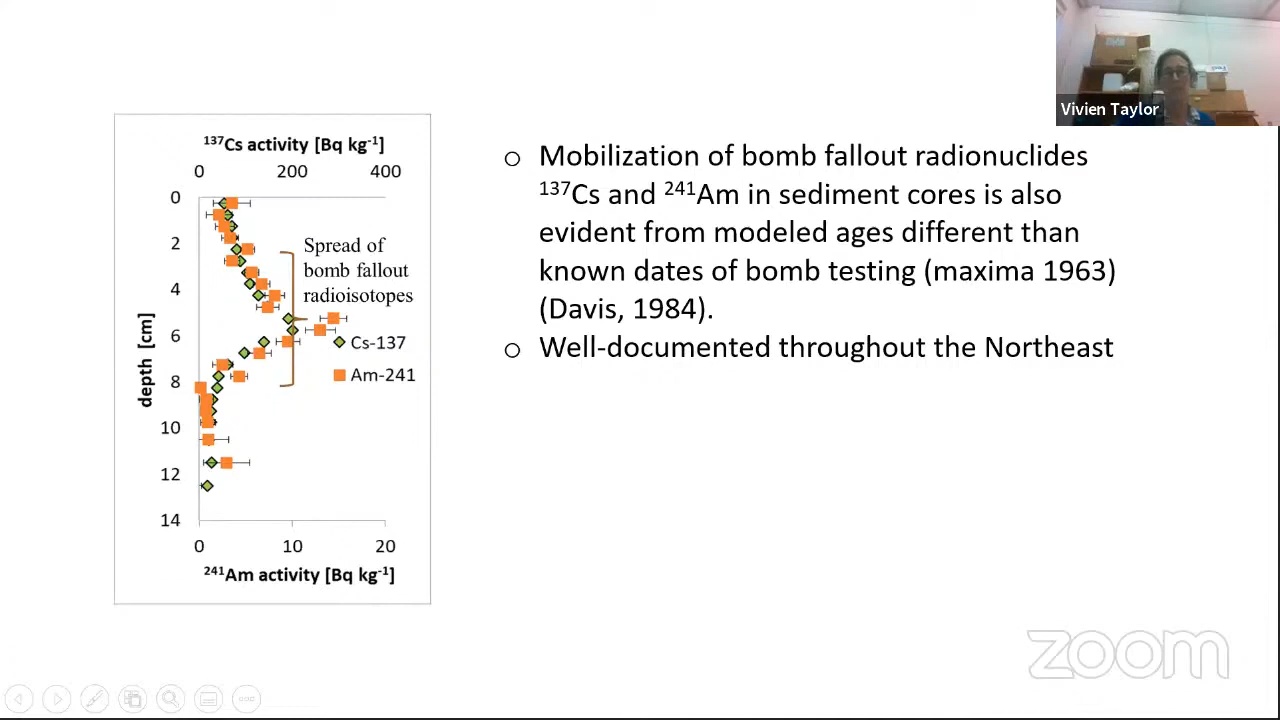 Vivien Taylor
¹³⁷Cs activity [Bq kg⁻¹]
0 200 400
0
2
4
6
8
10
12
14
depth [cm]
Spread of
bomb fallout
radioisotopes
Cs-137
Am-241
0 10 20
²⁴¹Am activity [Bq kg⁻¹]
○ Mobilization of bomb fallout radionuclides
¹³⁷Cs and ²⁴¹Am in sediment cores is also
evident from modeled ages different than
known dates of bomb testing (maxima 1963)
(Davis, 1984).
○ Well-documented throughout the Northeast
zoom